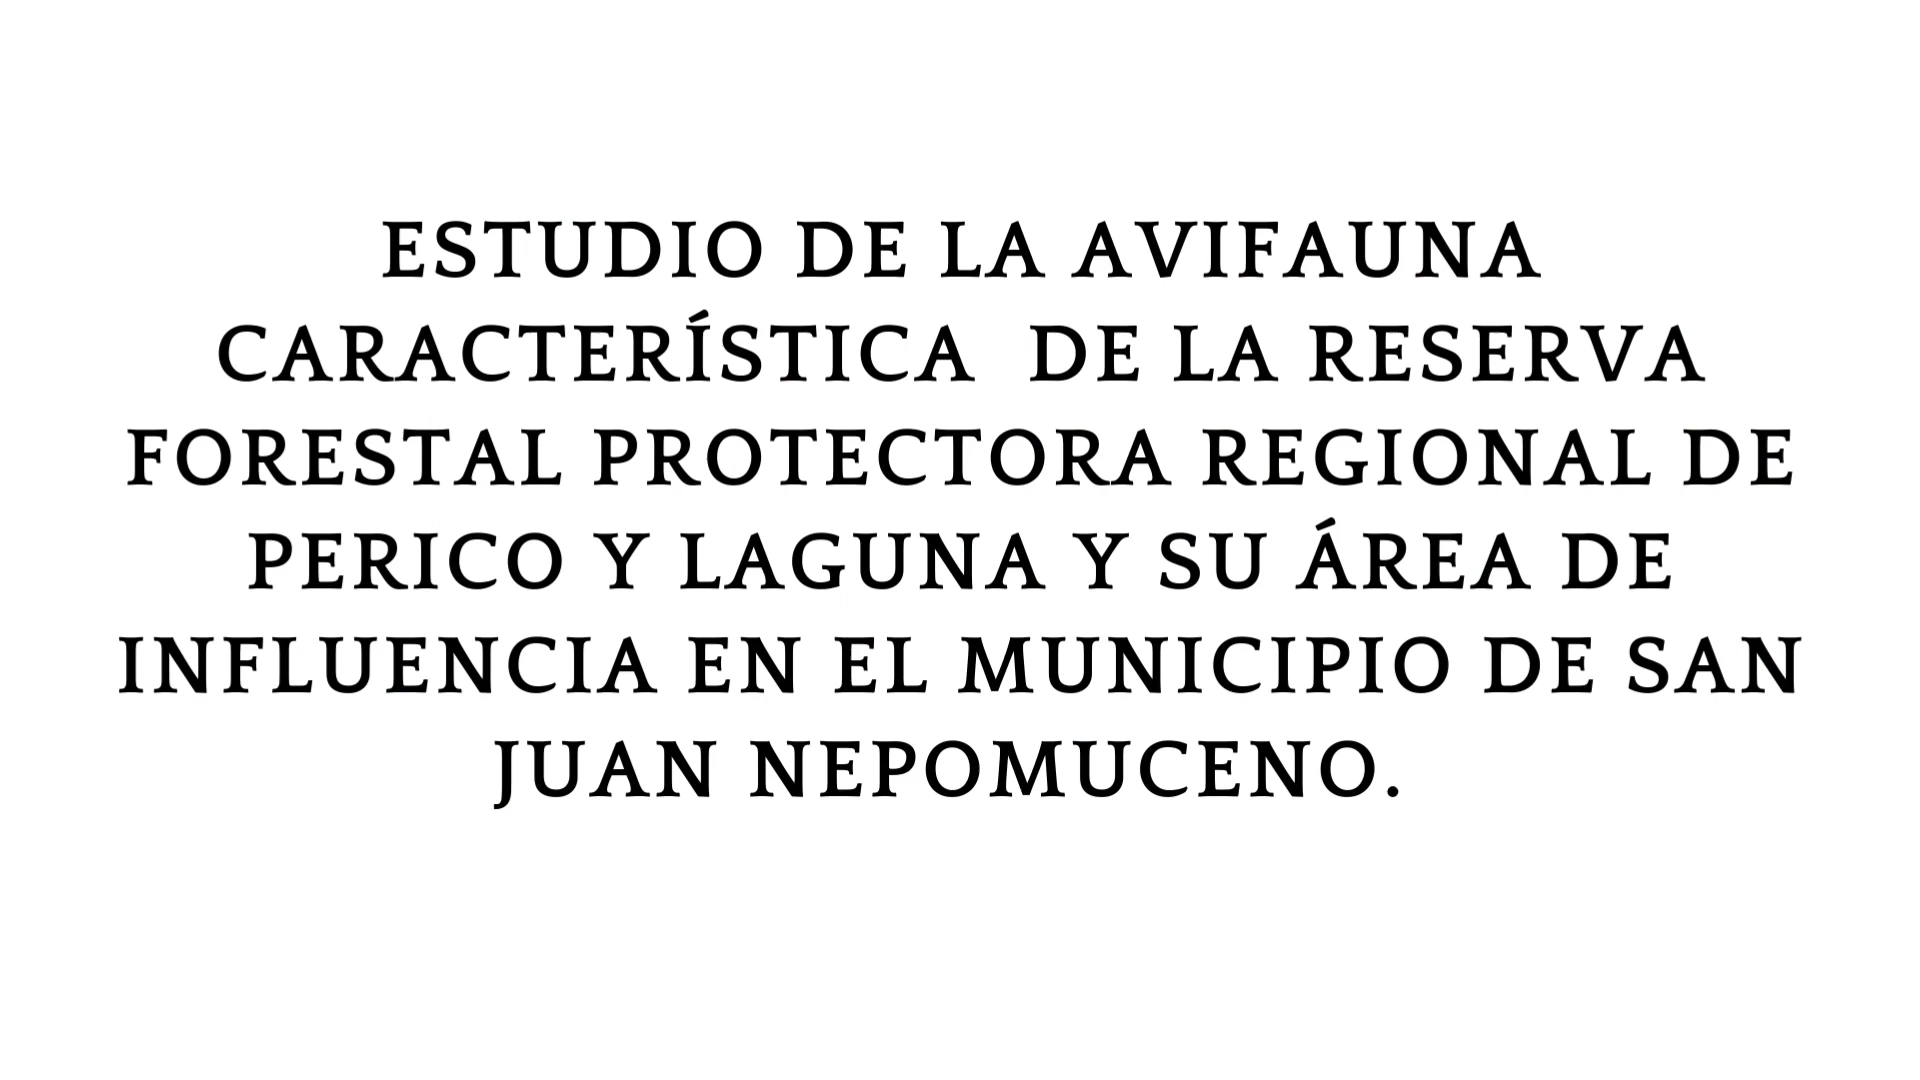 ESTUDIO DE LA AVIFAUNA
CARACTERÍSTICA  DE LA RESERVA
FORESTAL PROTECTORA REGIONAL DE
PERICO Y LAGUNA Y SU ÁREA DE
INFLUENCIA EN EL MUNICIPIO DE SAN
JUAN NEPOMUCENO.